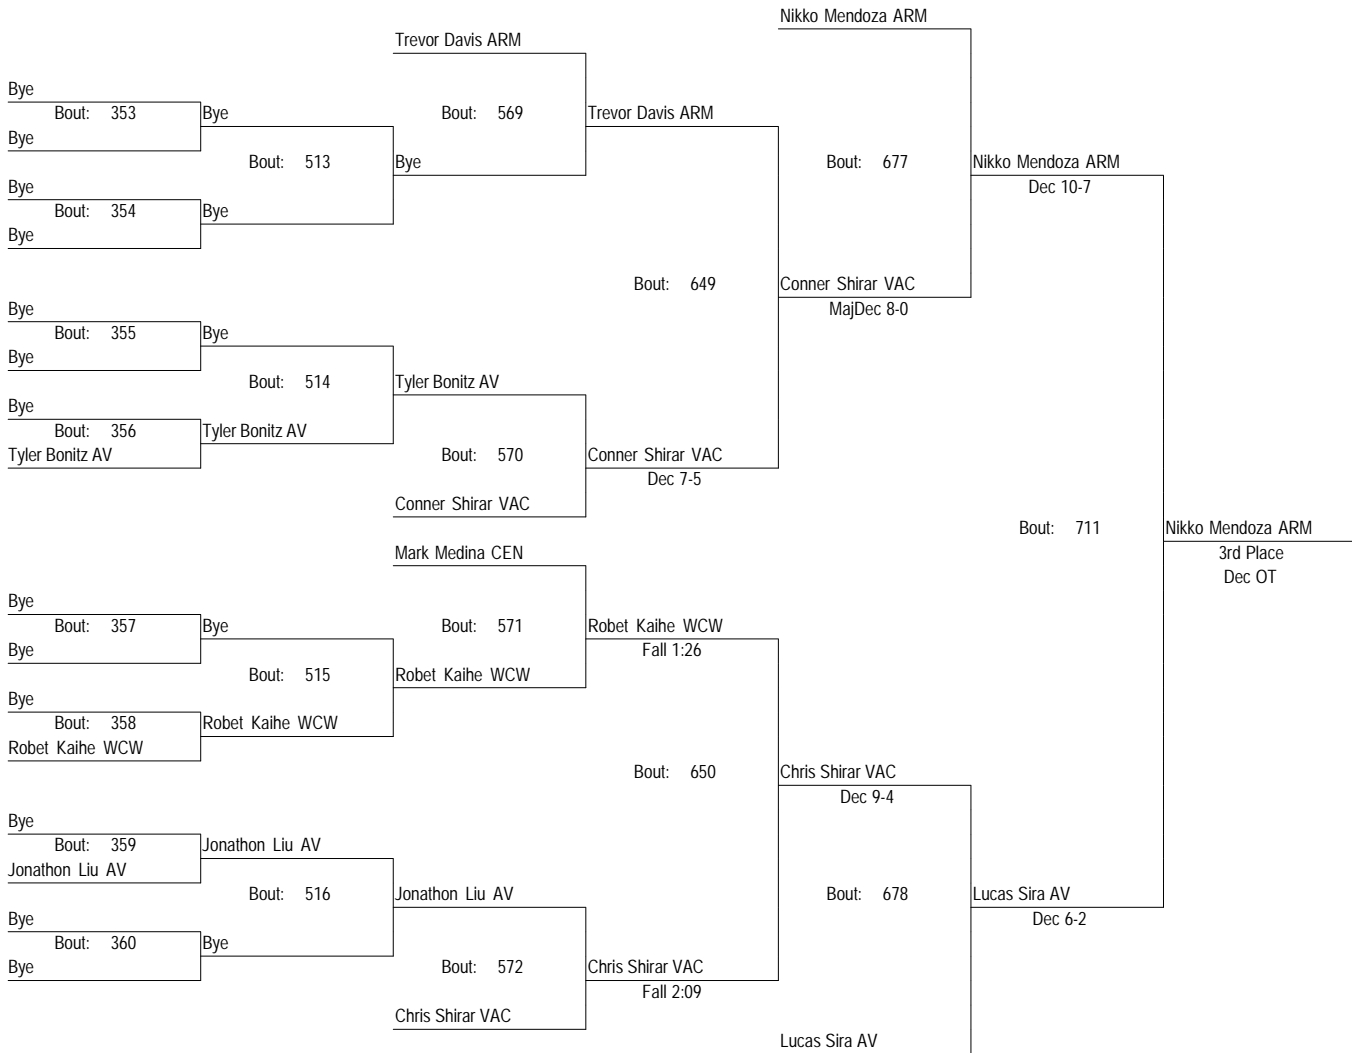 Nikko Mendoza ARM
Trevor Davis ARM
Bye
Bout: 353
Bye
Bout: 569
Trevor Davis ARM
Bye
Bout: 513
Bye
Bout: 677
Nikko Mendoza ARM
Bye
Dec 10-7
Bout: 354
Bye
Bye
Bout: 649
Conner Shirar VAC
Bye
MajDec 8-0
Bout: 355
Bye
Bye
Bout: 514
Tyler Bonitz AV
Bye
Bout: 356
Tyler Bonitz AV
Tyler Bonitz AV
Bout: 570
Conner Shirar VAC
Dec 7-5
Conner Shirar VAC
Bout: 711
Nikko Mendoza ARM
Mark Medina CEN
3rd Place
Dec OT
Bye
Bout: 357
Bye
Bout: 571
Robet Kaihe WCW
Bye
Fall 1:26
Bout: 515
Robet Kaihe WCW
Bye
Bout: 358
Robet Kaihe WCW
Robet Kaihe WCW
Bout: 650
Chris Shirar VAC
Dec 9-4
Bye
Bout: 359
Jonathon Liu AV
Jonathon Liu AV
Bout: 516
Jonathon Liu AV
Bout: 678
Lucas Sira AV
Bye
Dec 6-2
Bout: 360
Bye
Bye
Bout: 572
Chris Shirar VAC
Fall 2:09
Chris Shirar VAC
Lucas Sira AV